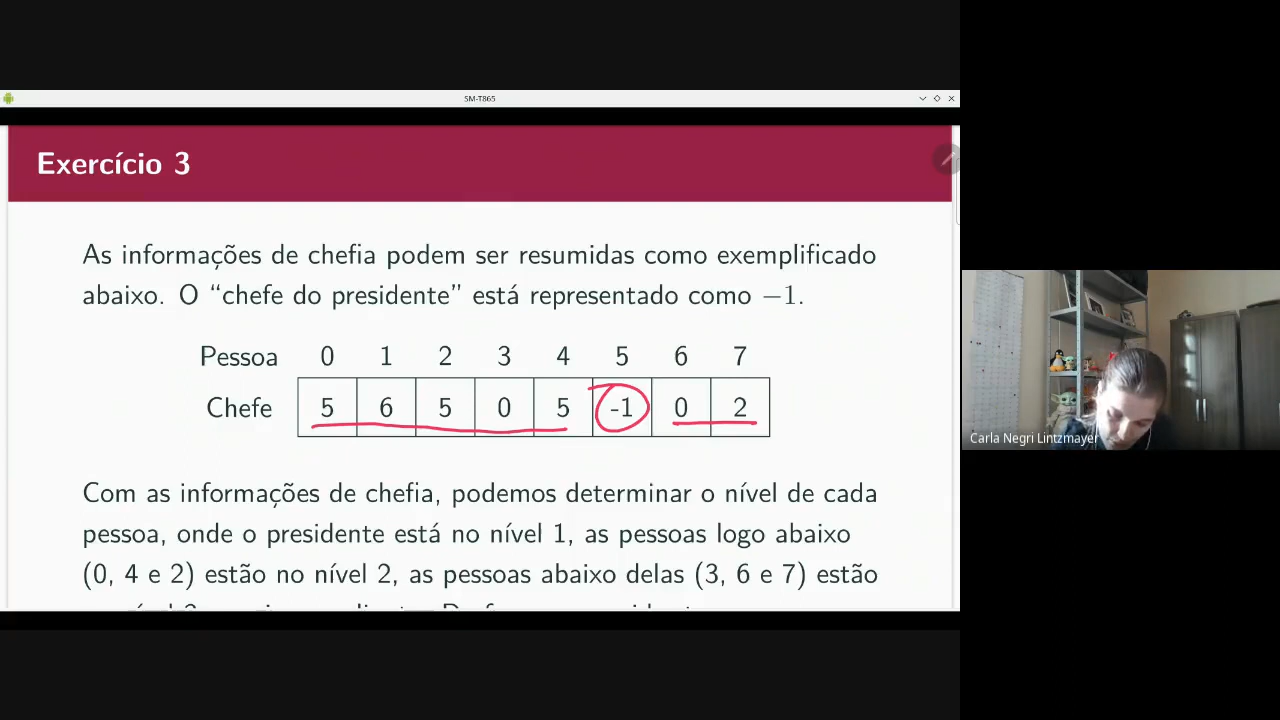 SM-T865
Exercício 3
As informações de chefia podem ser resumidas como exemplificado
abaixo. O “chefe do presidente” está representado como −1.
Pessoa 0 1 2 3 4 5 6 7
Chefe 5 6 5 0 5 -1 0 2
Com as informações de chefia, podemos determinar o nível de cada
pessoa, onde o presidente está no nível 1, as pessoas logo abaixo
(0, 4 e 2) estão no nível 2, as pessoas abaixo delas (3, 6 e 7) estão
Carla Negri Lintzmayer